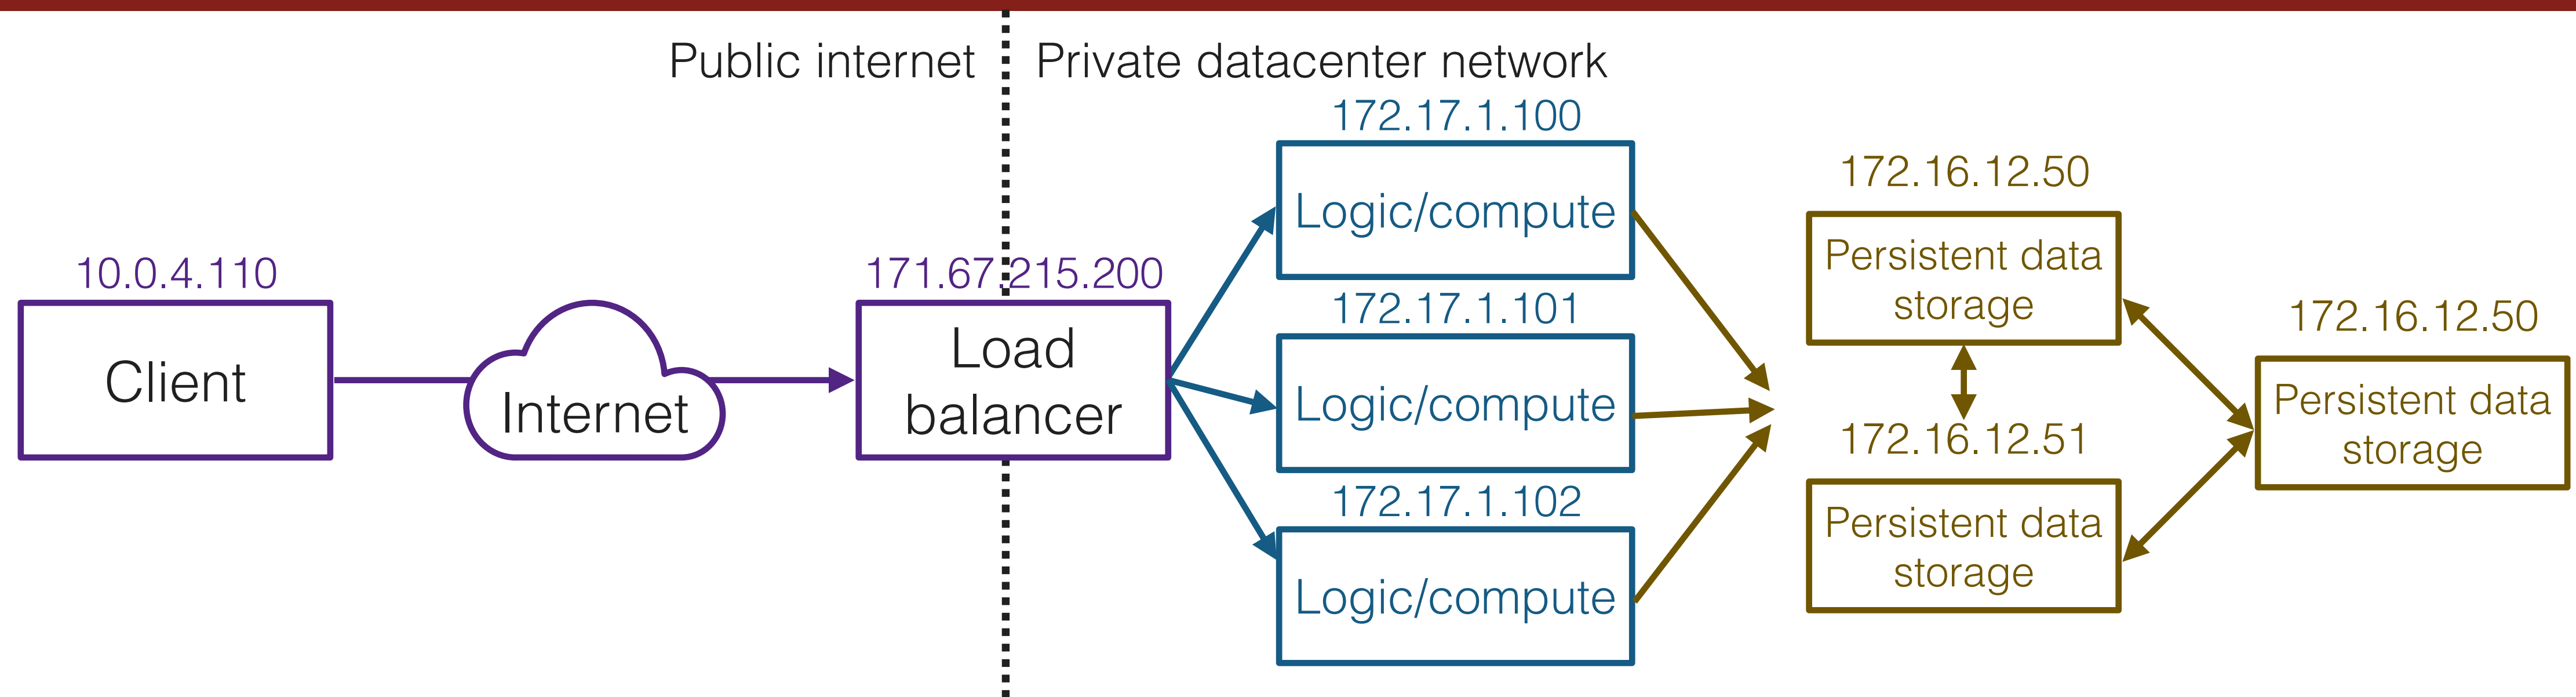 Public internet
Private datacenter network
10.0.4.110
Client
Internet
171.67.215.200
Load
balancer
172.17.1.100
Logic/compute
172.17.1.101
Logic/compute
172.17.1.102
Logic/compute
172.16.12.50
Persistent data
storage
172.16.12.51
Persistent data
storage
172.16.12.50
Persistent data
storage